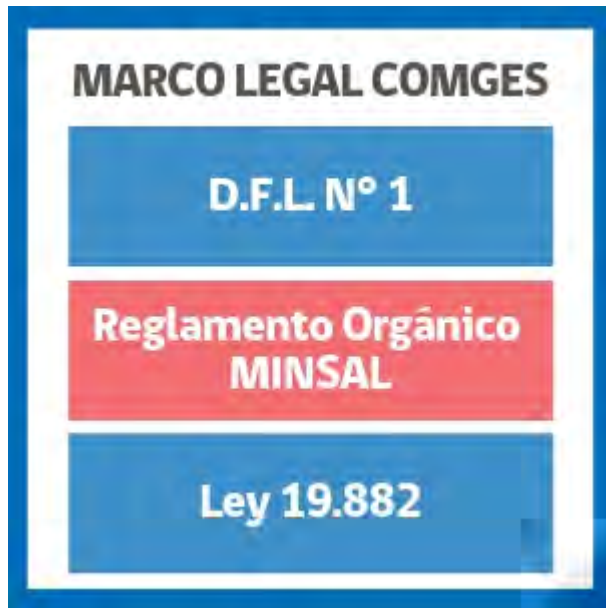 MARCO LEGAL COMGES
D.F.L. N° 1
Reglamento Orgánico
MINSAL
Ley 19.882